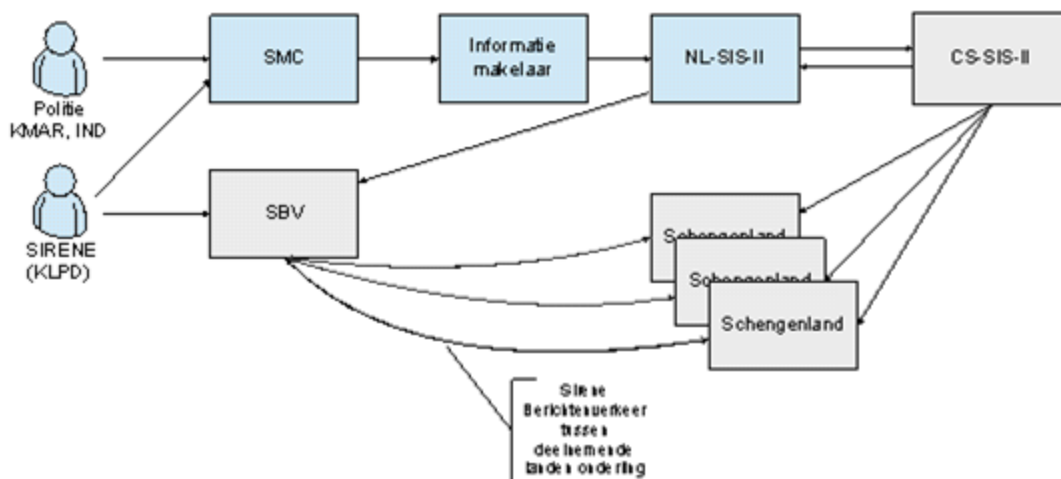 SMC
Informatie
makelaar
NL-SIS-II
CS-SIS-II
Politie
KMAR, IND
SBV
SIRENE
(KLPD)
Schengenland
Schengenland
Schengenland
Sirene
Berichtenverkeer
tussen
deelnemende
landen onderling